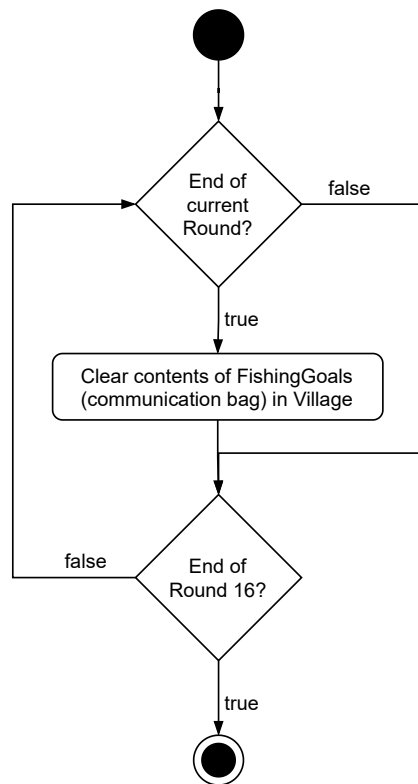 End of
current
Round?
false
true
Clear contents of FishingGoals
(communication bag) in Village
false
End of
Round 16?
true